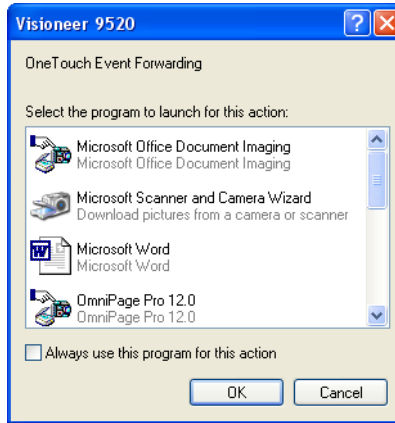 Visioneer 9520
OneTouch Event Forwarding
Select the program to launch for this action:
Microsoft Office Document Imaging
Microsoft Office Document Imaging
Microsoft Scanner and Camera Wizard
Download pictures from a camera or scanner
Microsoft Word
Microsoft Word
OmniPage Pro 12.0
OmniPage Pro 12.0
Always use this program for this action
OK
Cancel